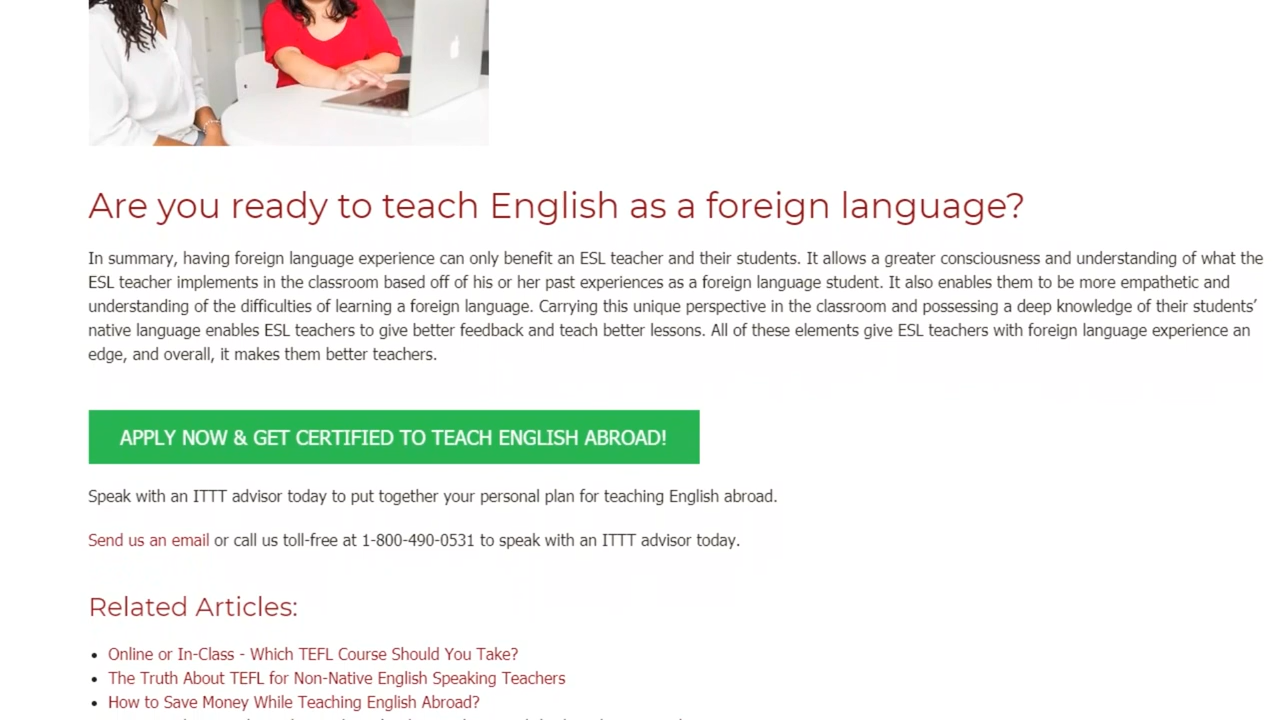 Are you ready to teach English as a foreign language?
In summary, having foreign language experience can only benefit an ESL teacher and their students. It allows a greater consciousness and understanding of what the
ESL teacher implements in the classroom based off of his or her past experiences as a foreign language student. It also enables them to be more empathetic and
understanding of the difficulties of learning a foreign language. Carrying this unique perspective in the classroom and possessing a deep knowledge of their students'
native language enables ESL teachers to give better feedback and teach better lessons. All of these elements give ESL teachers with foreign language experience an
edge, and overall, it makes them better teachers.
APPLY NOW & GET CERTIFIED TO TEACH ENGLISH ABROAD!
Speak with an ITTT advisor today to put together your personal plan for teaching English abroad.
Send us an email or call us toll-free at 1-800-490-0531 to speak with an ITTT advisor today.
Related Articles:
• Online or In-Class - Which TEFL Course Should You Take?
• The Truth About TEFL for Non-Native English Speaking Teachers
• How to Save Money While Teaching English Abroad?